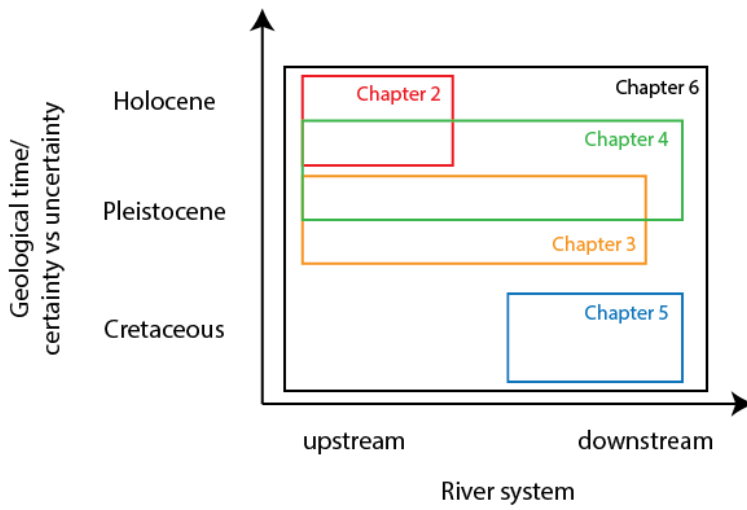 Geological time/
certainty vs uncertainty
Holocene
Pleistocene
Cretaceous
Chapter 2
Chapter 6
Chapter 4
Chapter 3
Chapter 5
upstream
downstream
River system